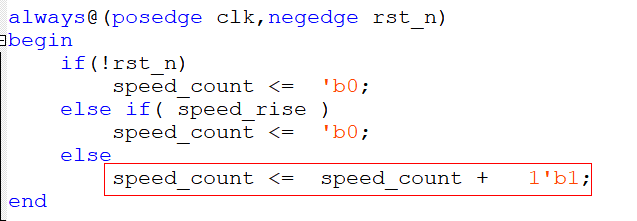 always@(posedge clk,negedge rst_n)
begin
if(!rst_n)
speed_count <= 'b0;
else if( speed_rise )
speed_count <= 'b0;
else
speed_count <= speed_count + 1'b1;
end